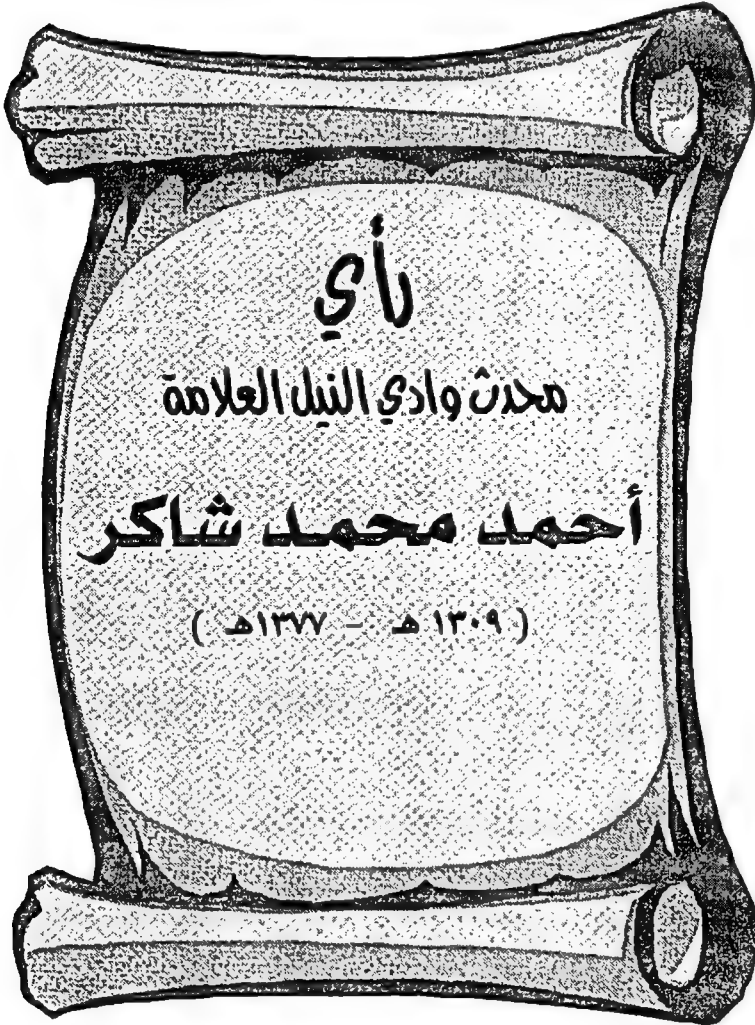 رأي
محدث وادي النيل العلامة
أحمد محمد شاكر
( ١٣٠٩ هـ - ١٣٧٧هـ )